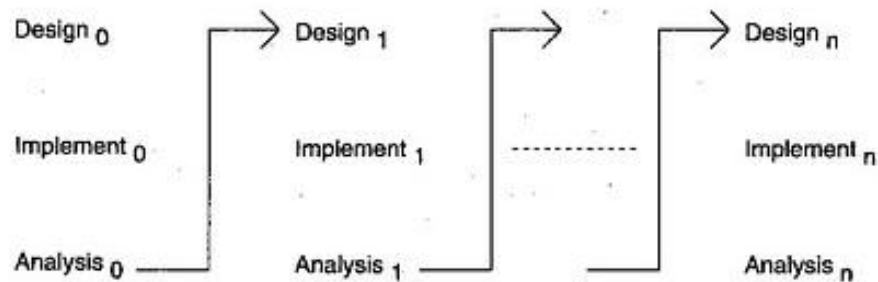 Design 0 Design 1 Design n
Implement 0 Implement 1 Implement n
Analysis 0 Analysis 1 Analysis n